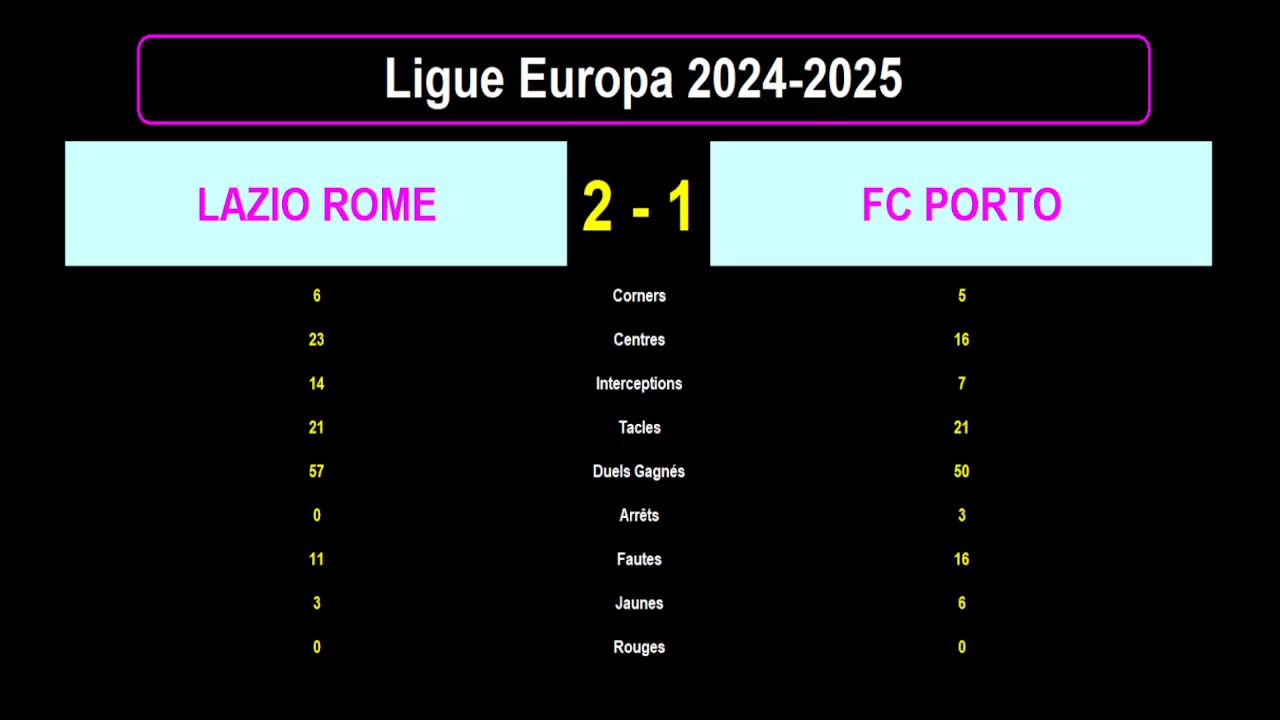 Ligue Europa 2024-2025
LAZIO ROME 2 - 1 FC PORTO
6 Corners 5
23 Centres 16
14 Interceptions 7
21 Tacles 21
57 Duels Gagnés 50
0 Arrêts 3
11 Fautes 16
3 Jaunes 6
0 Rouges 0